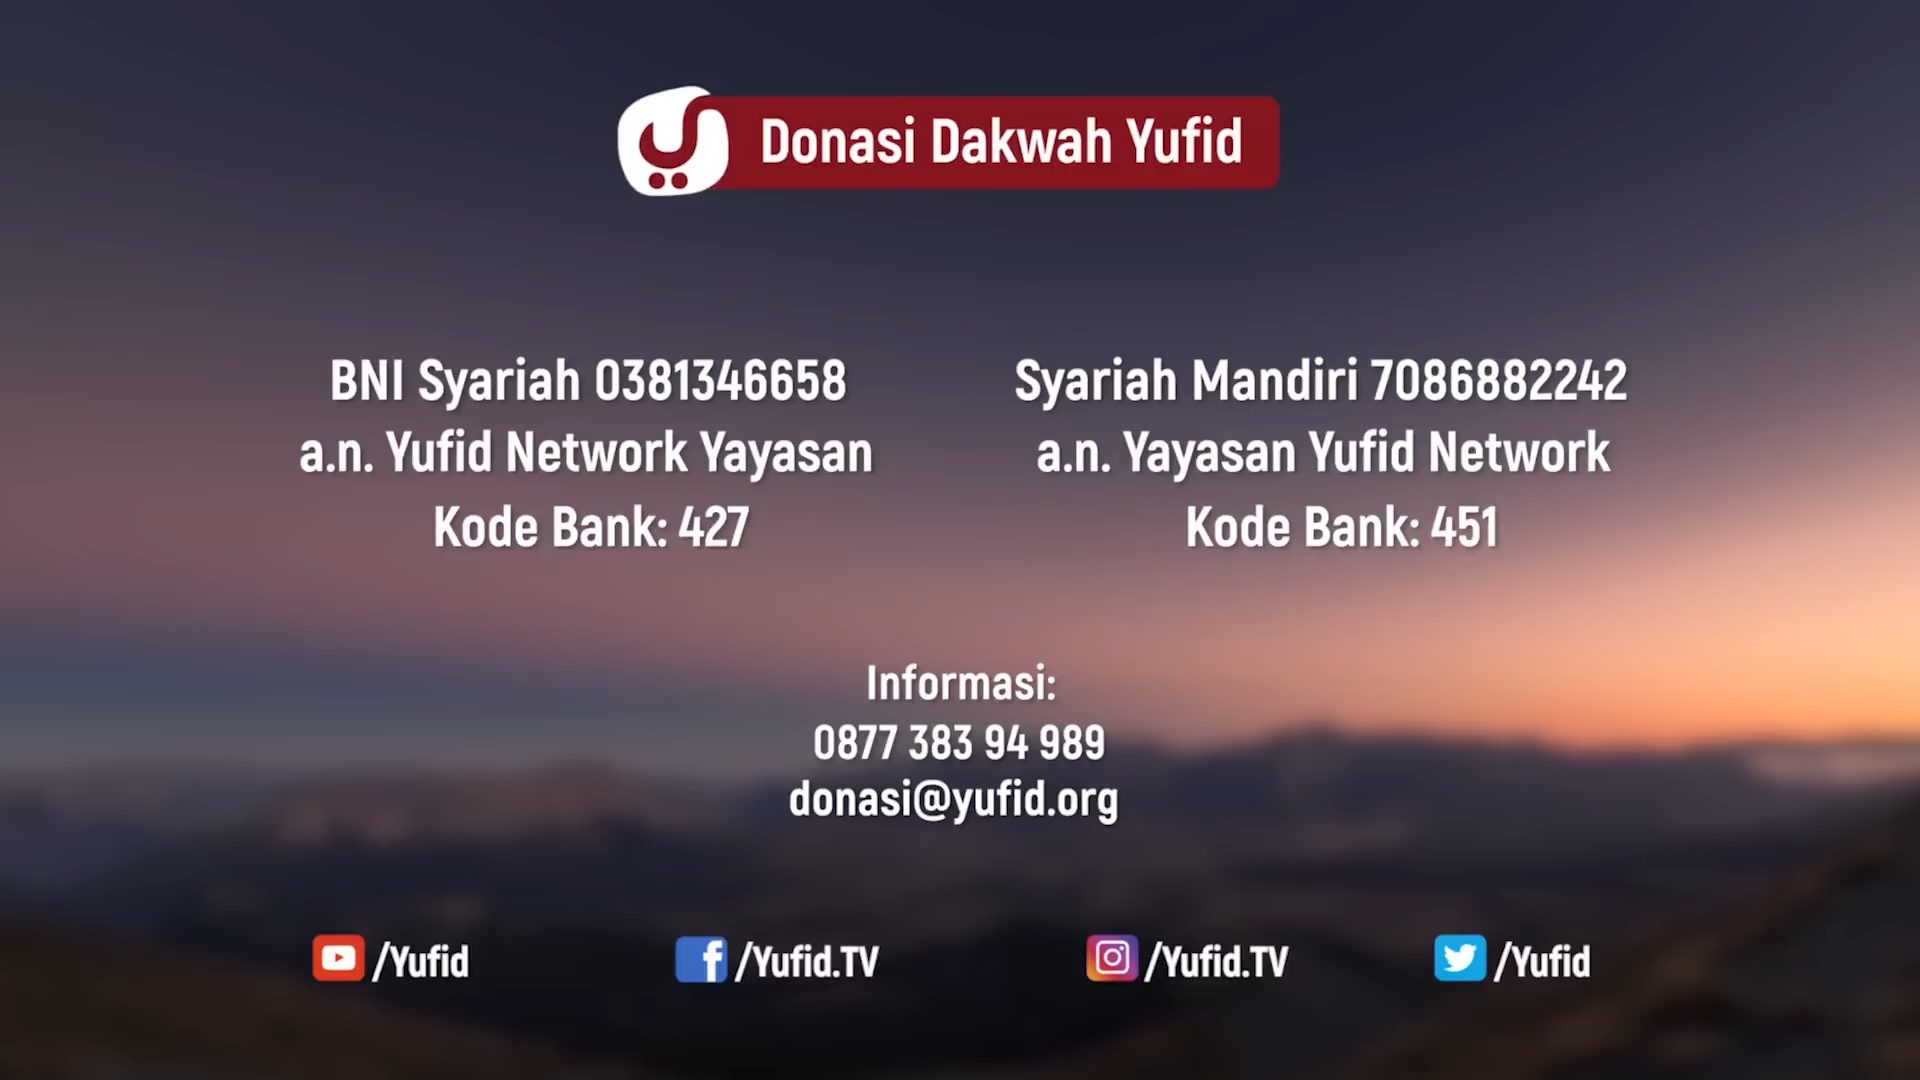 Donasi Dakwah Yufid
BNI Syariah 0381346658
a.n. Yufid Network Yayasan
Kode Bank: 427
Syariah Mandiri 7086882242
a.n. Yayasan Yufid Network
Kode Bank: 451
Informasi:
0877 383 94 989
donasi@yufid.org
/Yufid
/Yufid.TV
/Yufid.TV
/Yufid